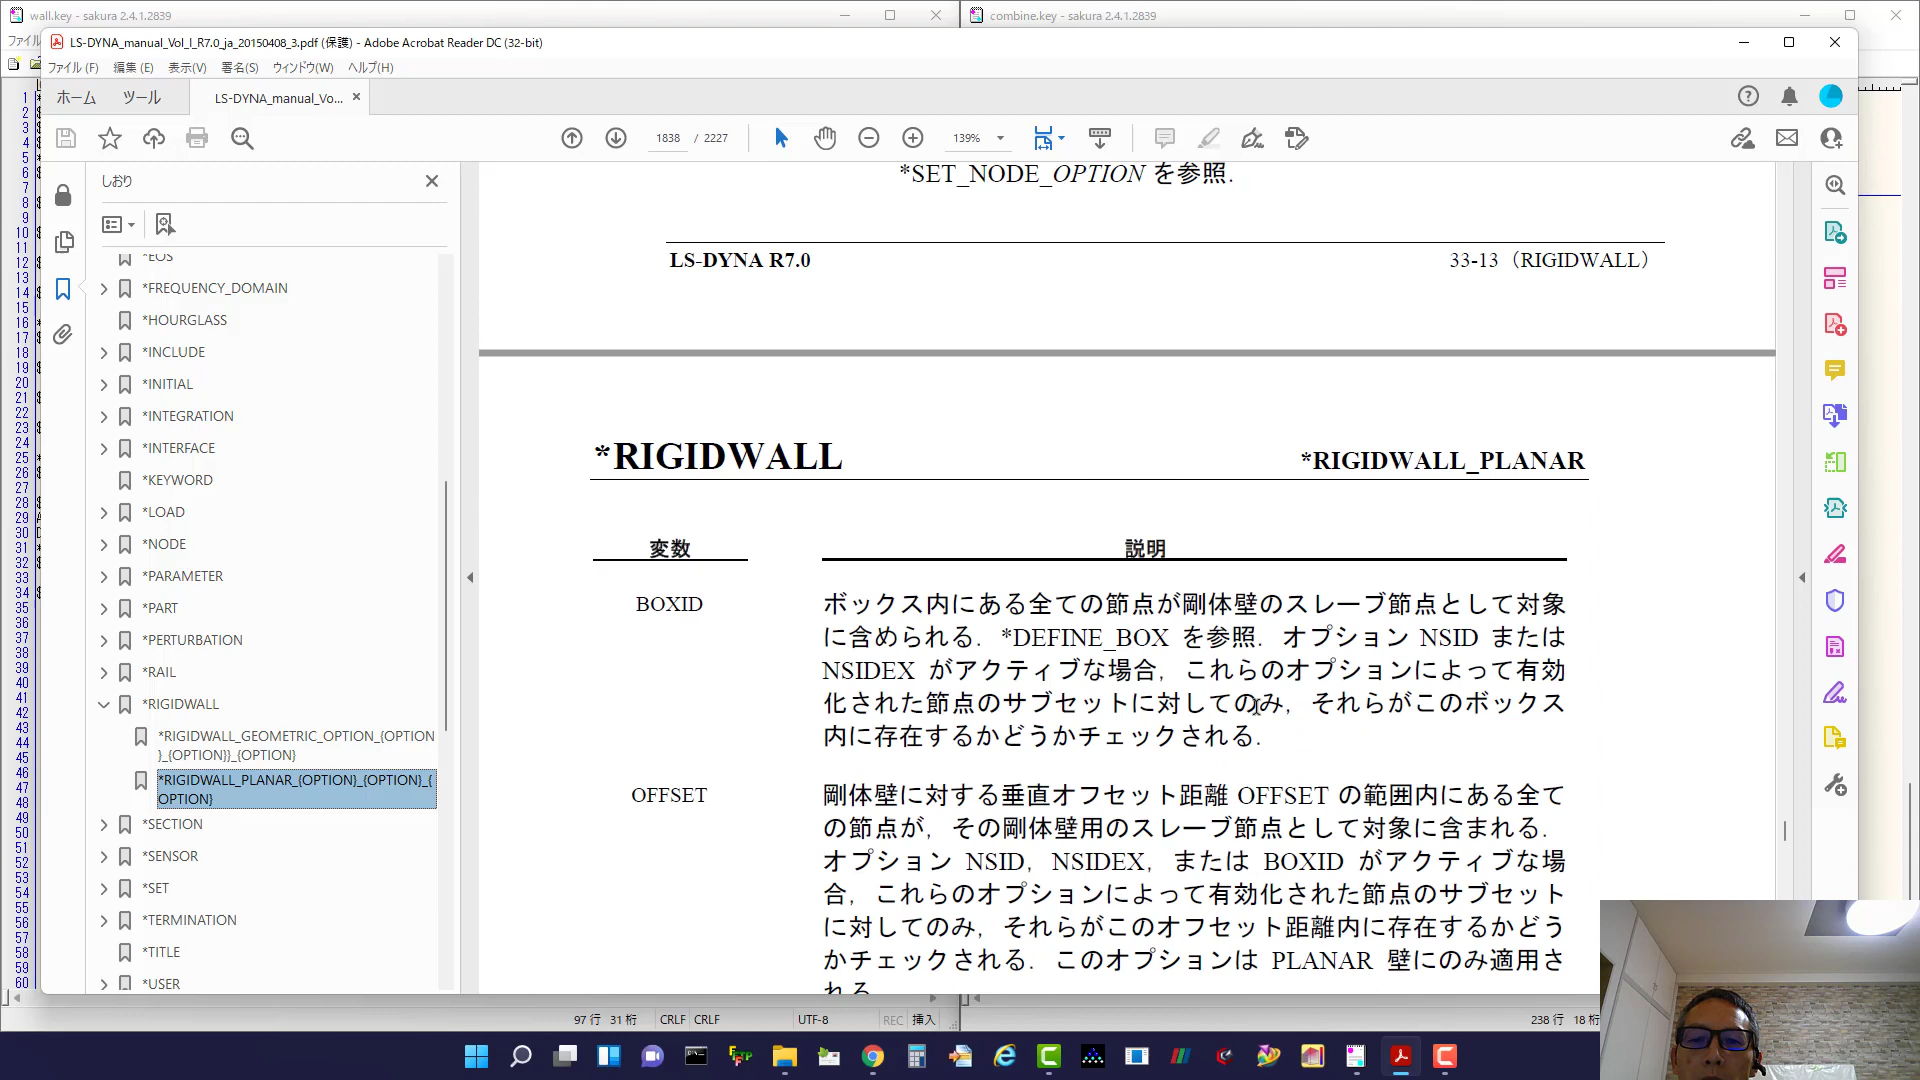 wall.key - sakura 2.4.1.2839
combine.key - sakura 2.4.1.2839
LS-DYNA_manual_Vol_I_R7.0_ja_20150408_3.pdf (保護) - Adobe Acrobat Reader DC (32-bit)
ファイル (F) 編集 (E) 表示(V) 署名(S) ウィンドウ(W) ヘルプ(H)
ホーム ツール LS-DYNA_manual_Vo...
1838 / 2227 139%
しおり
*EOS
*FREQUENCY_DOMAIN
*HOURGLASS
*INCLUDE
*INITIAL
*INTEGRATION
*INTERFACE
*KEYWORD
*LOAD
*NODE
*PARAMETER
*PART
*PERTURBATION
*RAIL
*RIGIDWALL
*RIGIDWALL_GEOMETRIC_OPTION_{OPTION
}_{OPTION}}_{OPTION}
*RIGIDWALL_PLANAR_{OPTION}_{OPTION}_{
OPTION}
*SECTION
*SENSOR
*SET
*TERMINATION
*TITLE
*USER
*SET_NODE_OPTION を参照.
LS-DYNA R7.0 33-13（RIGIDWALL）
*RIGIDWALL *RIGIDWALL_PLANAR
変数 説明
BOXID ボックス内にある全ての節点が剛体壁のスレーブ節点として対象
に含められる. *DEFINE_BOX を参照. オプション NSID または
NSIDEX がアクティブな場合, これらのオプションによって有効
化された節点のサブセットに対してのみ, それらがこのボックス
内に存在するかどうかチェックされる.
OFFSET 剛体壁に対する垂直オフセット距離 OFFSET の範囲内にある全て
の節点が, その剛体壁用のスレーブ節点として対象に含まれる.
オプション NSID, NSIDEX, または BOXID がアクティブな場
合, これらのオプションによって有効化された節点のサブセット
に対してのみ, それらがこのオフセット距離内に存在するかどう
かチェックされる. このオプションは PLANAR 壁にのみ適用さ
れる
97 行 31 桁 CRLF CRLF UTF-8 REC 挿入
238 行 18 桁